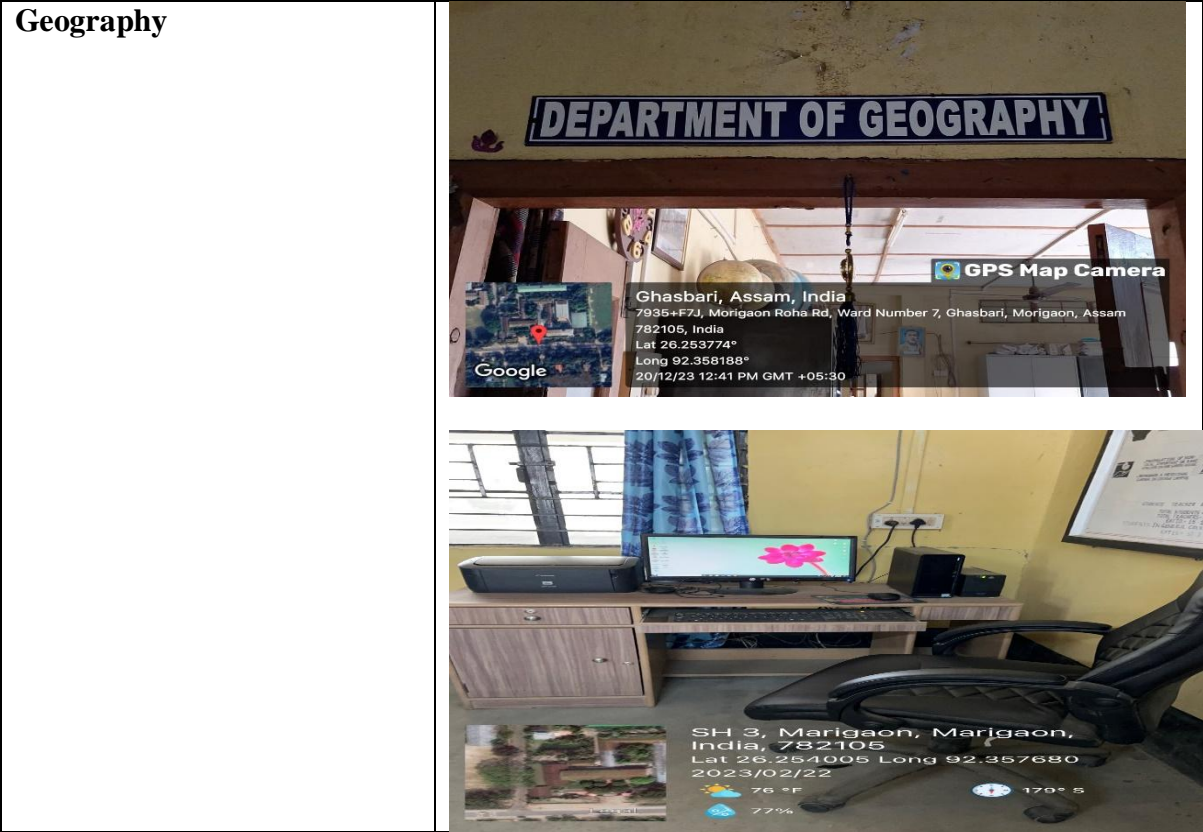 Geography
DEPARTMENT OF GEOGRAPHY
GPS Map Camera
Ghasbari, Assam, India
7935+F7J, Morigaon Roha Rd, Ward Number 7, Ghasbari, Morigaon, Assam
782105, India
Lat 26.253774°
Long 92.358188°
20/12/23 12:41 PM GMT +05:30
Google
SH 3, Marigaon, Marigaon,
India, 782105
Lat 26.254005 Long 92.357680
2023/02/22
76 °F
179° S
77%